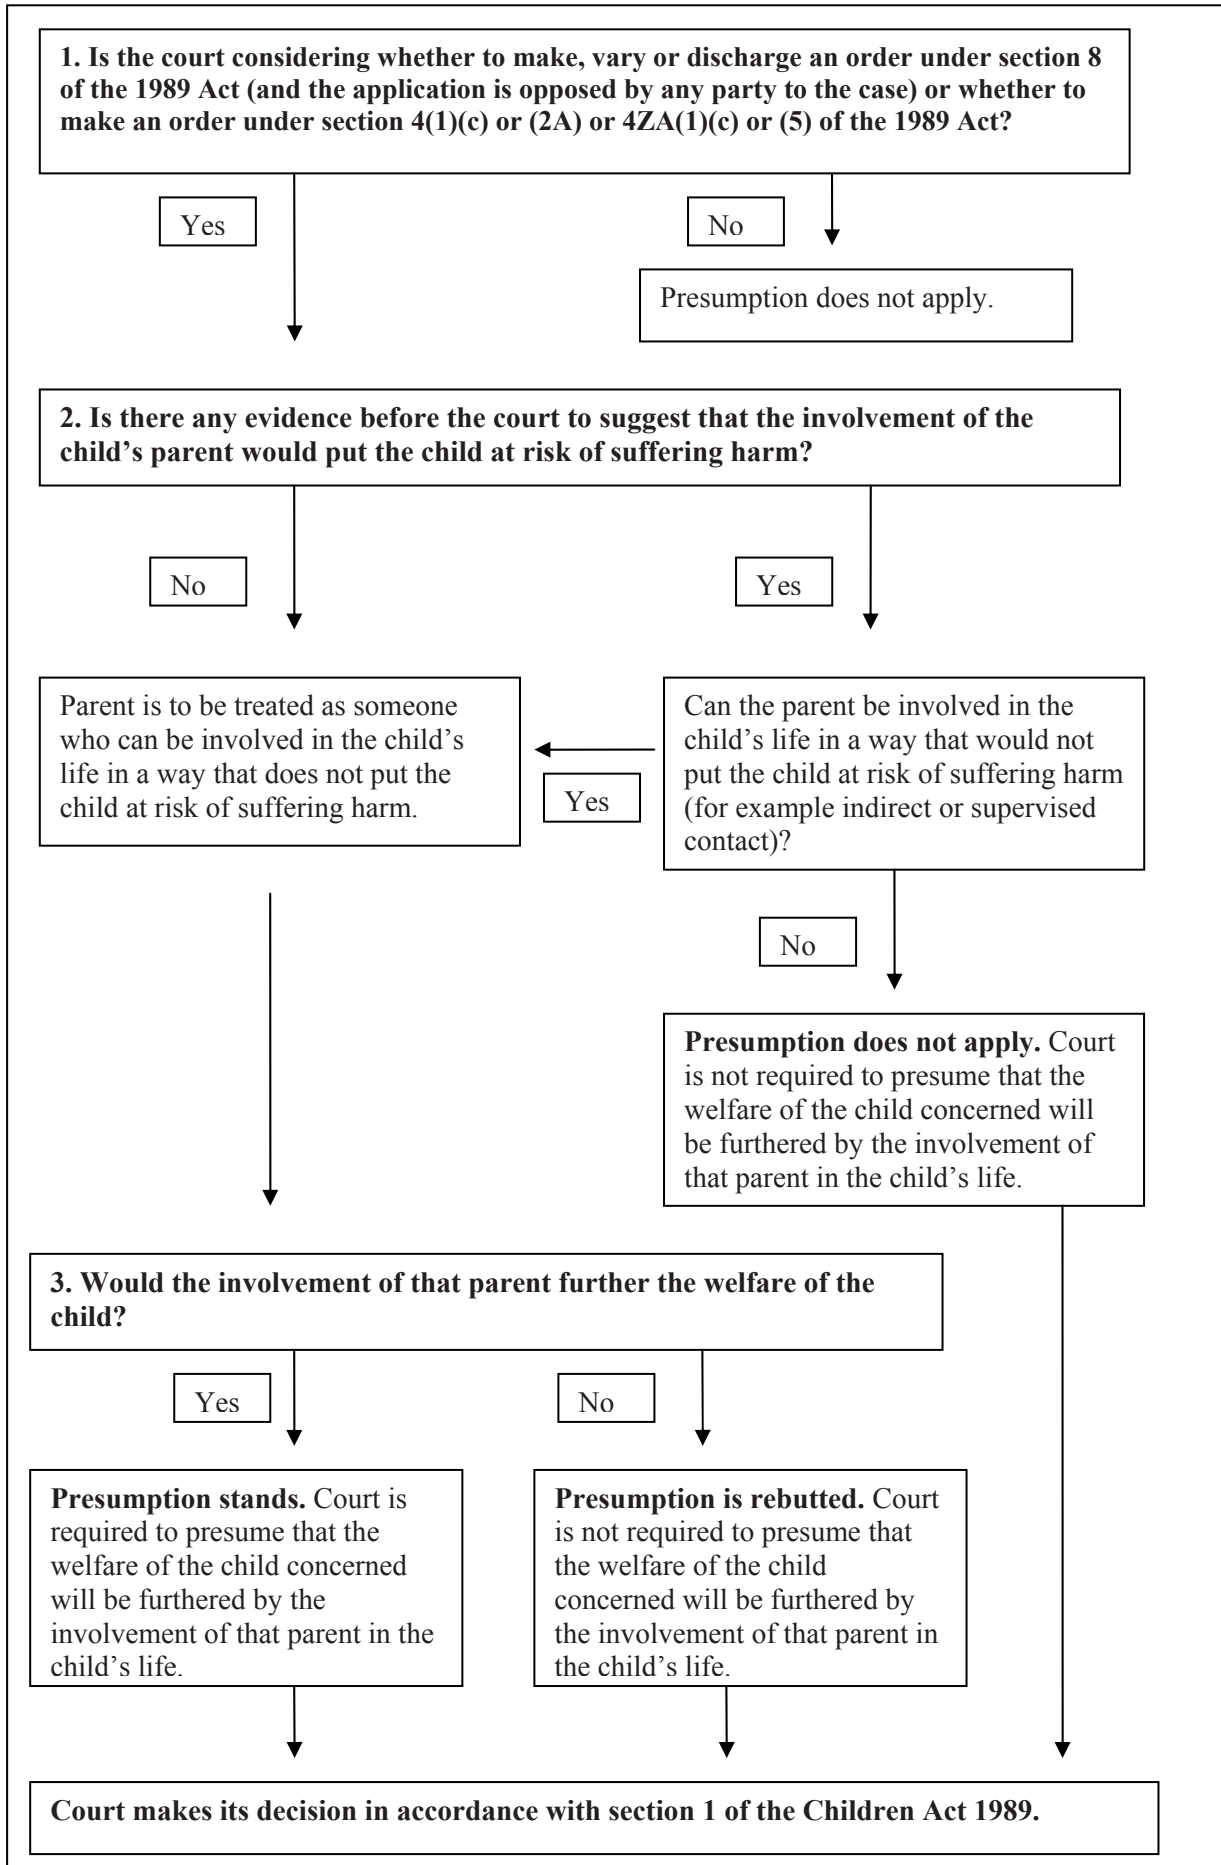 1. Is the court considering whether to make, vary or discharge an order under section 8
of the 1989 Act (and the application is opposed by any party to the case) or whether to
make an order under section 4(1)(c) or (2A) or 4ZA(1)(c) or (5) of the 1989 Act?
Yes
No
Presumption does not apply.
2. Is there any evidence before the court to suggest that the involvement of the
child’s parent would put the child at risk of suffering harm?
No
Yes
Parent is to be treated as someone
who can be involved in the child’s
life in a way that does not put the
child at risk of suffering harm.
Yes
Can the parent be involved in the
child’s life in a way that would not
put the child at risk of suffering harm
(for example indirect or supervised
contact)?
No
Presumption does not apply. Court
is not required to presume that the
welfare of the child concerned will
be furthered by the involvement of
that parent in the child’s life.
3. Would the involvement of that parent further the welfare of the
child?
Yes
No
Presumption stands. Court is
required to presume that the
welfare of the child concerned
will be furthered by the
involvement of that parent in the
child’s life.
Presumption is rebutted. Court
is not required to presume that
the welfare of the child
concerned will be furthered by
the involvement of that parent in
the child’s life.
Court makes its decision in accordance with section 1 of the Children Act 1989.